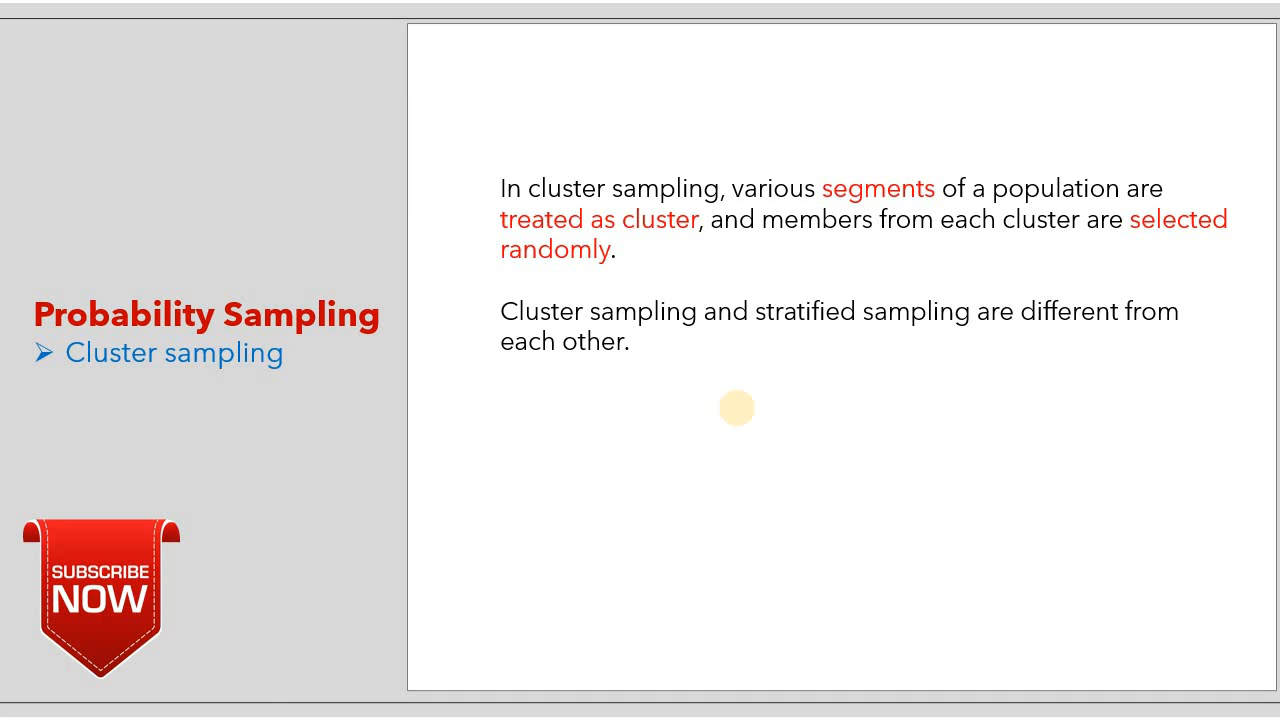 Probability Sampling
Cluster sampling
SUBSCRIBE
NOW
In cluster sampling, various segments of a population are
treated as cluster, and members from each cluster are selected
randomly.
Cluster sampling and stratified sampling are different from
each other.